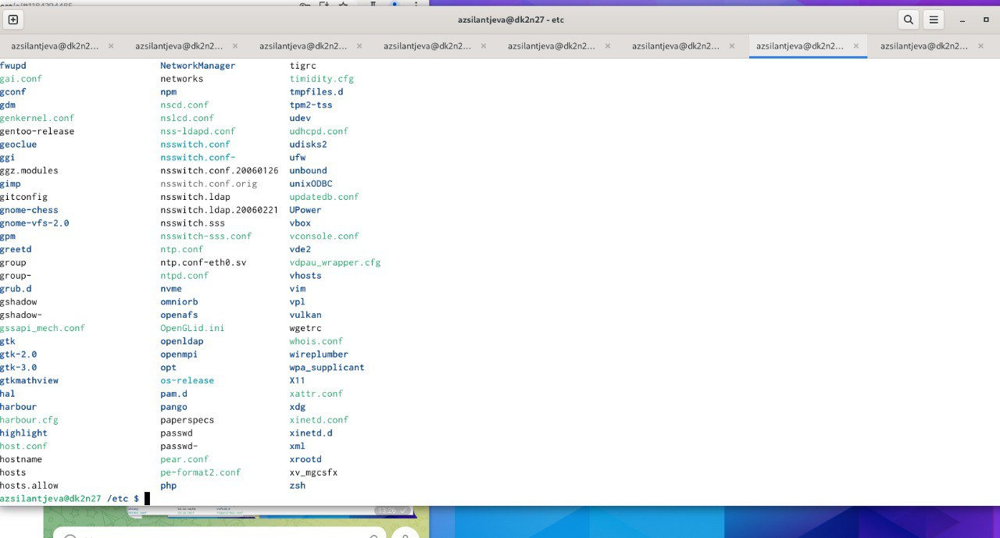 azsilantjeva@dk2n27 - etc
azsilantjeva@dk2n2... azsilantjeva@dk2n2... azsilantjeva@dk2n2... azsilantjeva@dk2n2... azsilantjeva@dk2n2... azsilantjeva@dk2n2... azsilantjeva@dk2n2... azsilantjeva@dk2n2...
fwupd NetworkManager tigrc
gai.conf networks timidity.cfg
gconf npm tmpfiles.d
gdm nscd.conf tpm2-tss
genkernel.conf nslcd.conf udev
gentoo-release nss-ldapd.conf udhcpd.conf
geoclue nsswitch.conf udisks2
ggi nsswitch.conf- ufw
ggz.modules nsswitch.conf.20060126 unbound
gimp nsswitch.conf.orig unixODBC
gitconfig nsswitch.ldap updatedb.conf
gnome-chess nsswitch.ldap.20060221 UPower
gnome-vfs-2.0 nsswitch.sss vbox
gpm nsswitch-sss.conf vconsole.conf
greetd ntp.conf vde2
group ntp.conf-eth0.sv vdpau_wrapper.cfg
group- ntpd.conf vhosts
grub.d nvme vim
gshadow omniorb vpl
gshadow- openafs vulkan
gssapi_mech.conf OpenGLid.ini wgetrc
gtk openldap whois.conf
gtk-2.0 openmpi wireplumber
gtk-3.0 opt wpa_supplicant
gtkmathview os-release X11
hal pam.d xattr.conf
harbour pango xdg
harbour.cfg paperspecs xinetd.conf
highlight passwd xinetd.d
host.conf passwd- xml
hostname pear.conf xrootd
hosts pe-format2.conf xv_mgcsfx
hosts.allow php zsh
azsilantjeva@dk2n27 /etc $
13:26